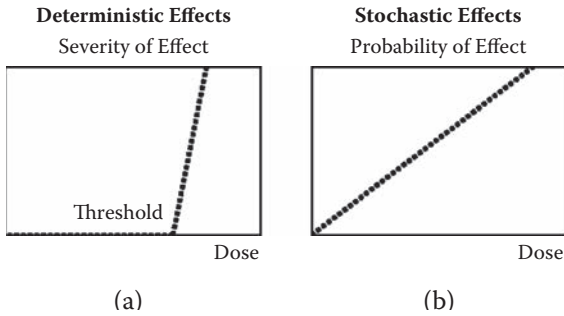 Deterministic Effects
Severity of Effect
Threshold
Dose
(a)
Stochastic Effects
Probability of Effect
Dose
(b)